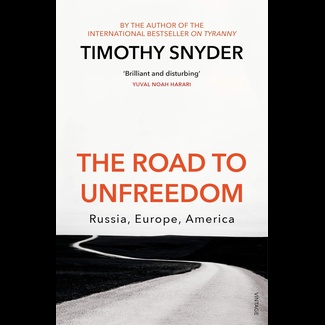 BY THE AUTHOR OF THE
INTERNATIONAL BESTSELLER ON TYRANNY
TIMOTHY SNYDER
'Brilliant and disturbing'
YUVAL NOAH HARARI
THE ROAD TO
UNFREEDOM
Russia, Europe, America
VINTAGE